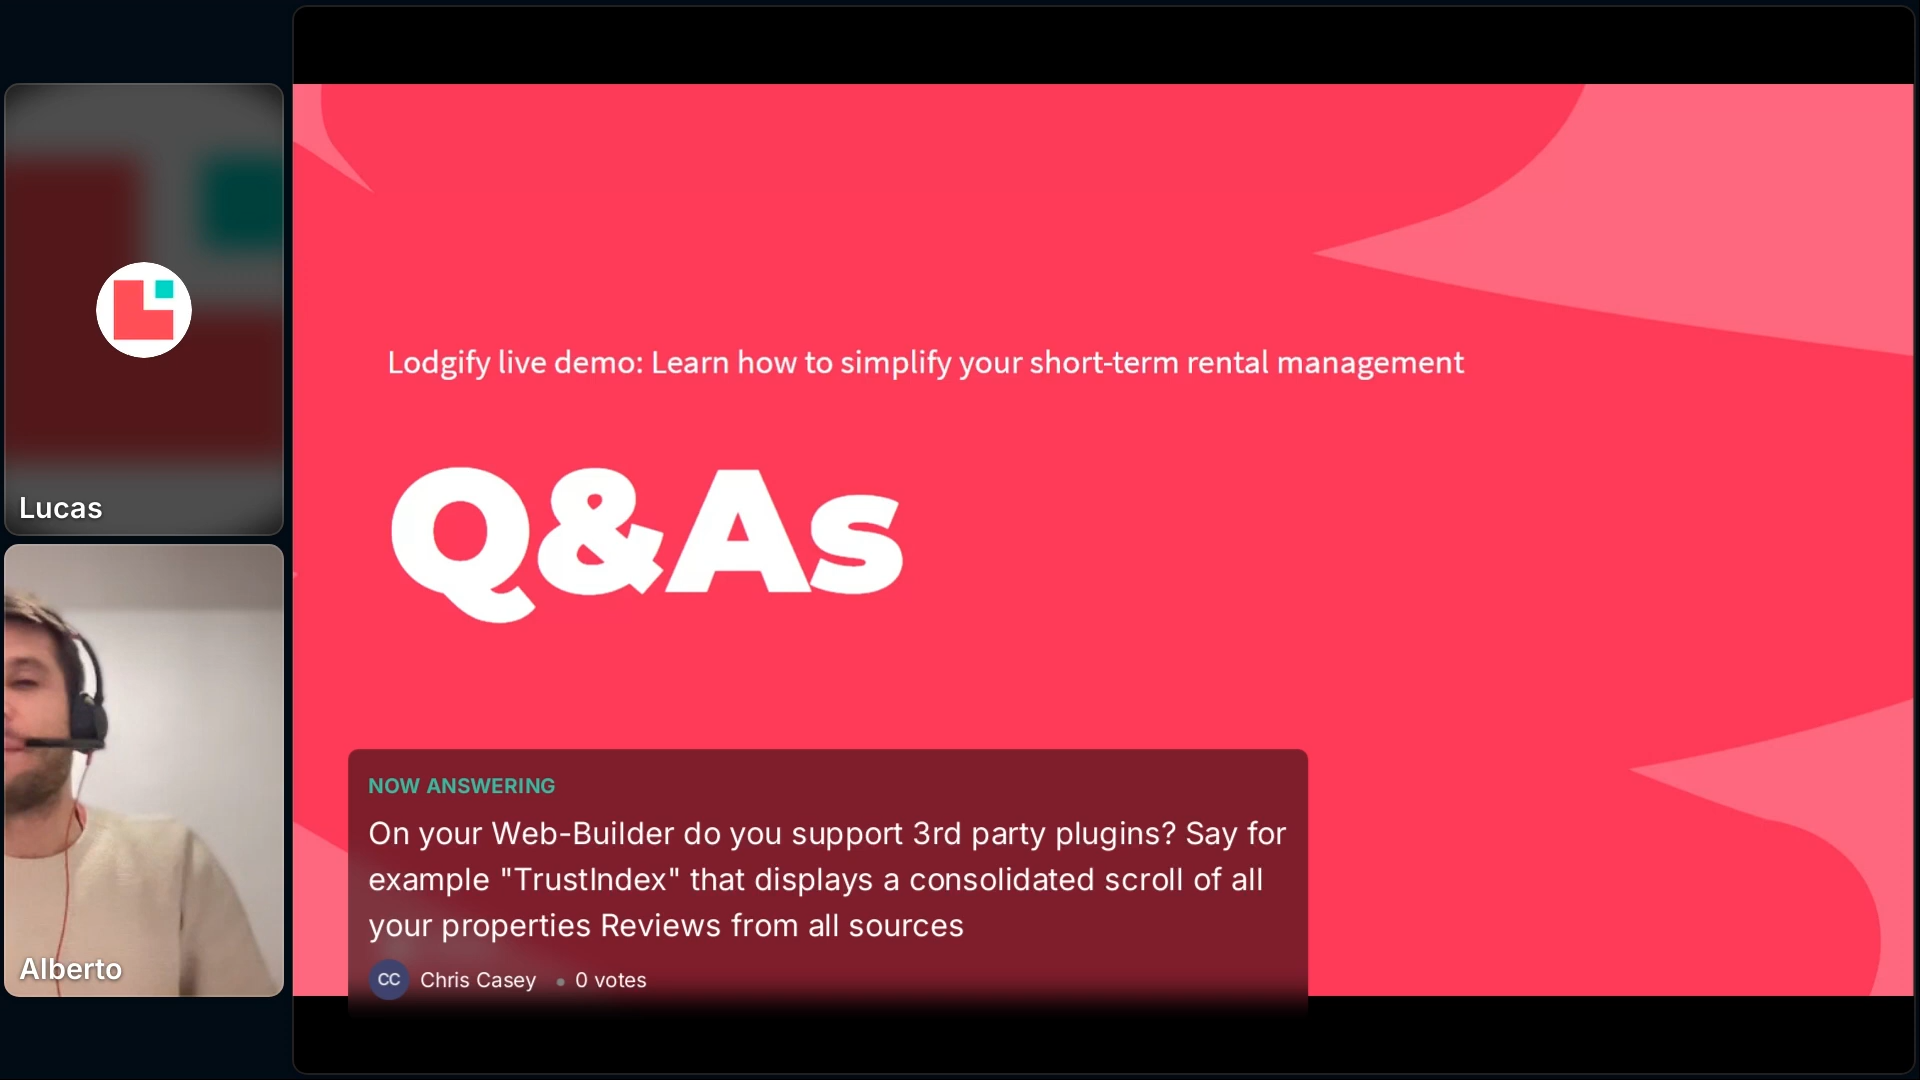 Lucas
Alberto
Lodgify live demo: Learn how to simplify your short-term rental management
Q&As
NOW ANSWERING
On your Web-Builder do you support 3rd party plugins? Say for
example "TrustIndex" that displays a consolidated scroll of all
your properties Reviews from all sources
CC Chris Casey • 0 votes